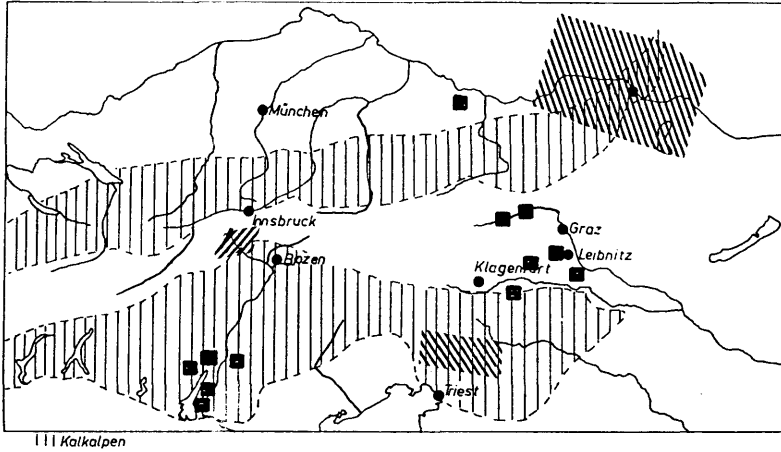 München
Innsbruck
Graz
Bozen
Leibnitz
Klagenfurt
Triest
Kalkalpen